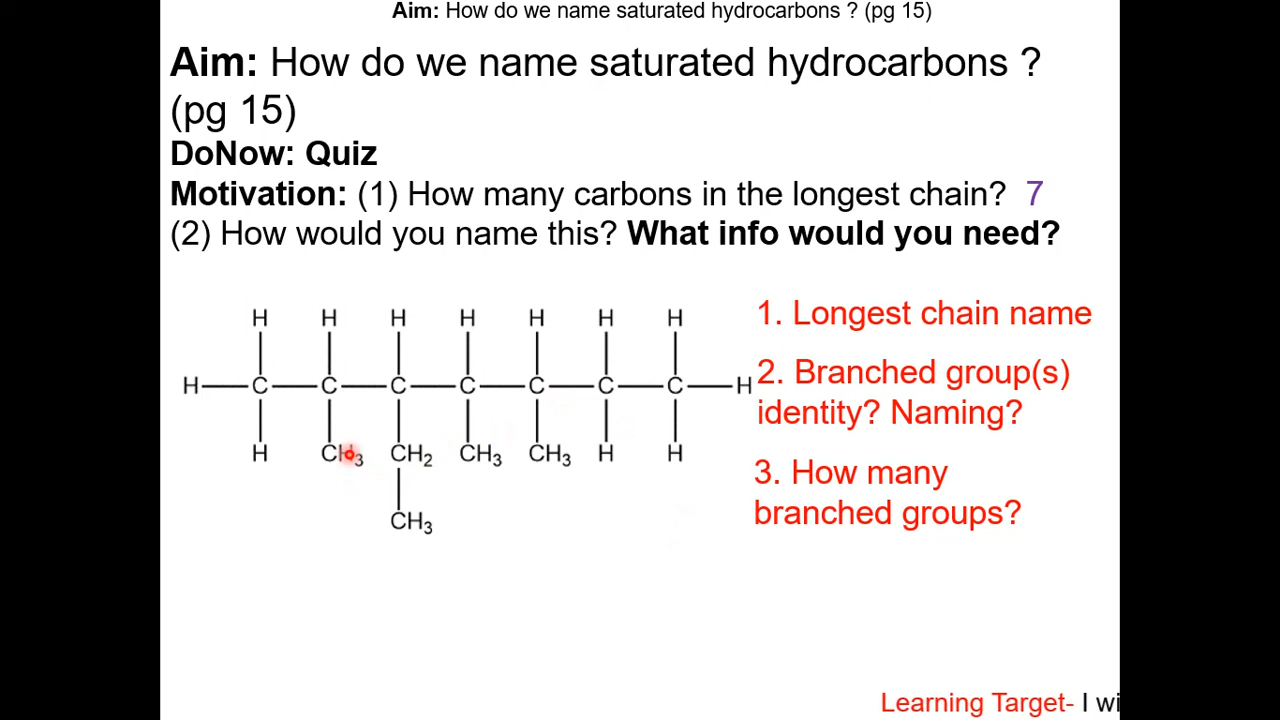 Aim: How do we name saturated hydrocarbons ? (pg 15)
Aim: How do we name saturated hydrocarbons ?
(pg 15)
DoNow: Quiz
Motivation: (1) How many carbons in the longest chain? 7
(2) How would you name this? What info would you need?
H H H H H H H
H C C C C C C C H
H CH3 CH2 CH3 CH3 H H
CH3
1. Longest chain name
2. Branched group(s)
identity? Naming?
3. How many
branched groups?
Learning Target- I wi